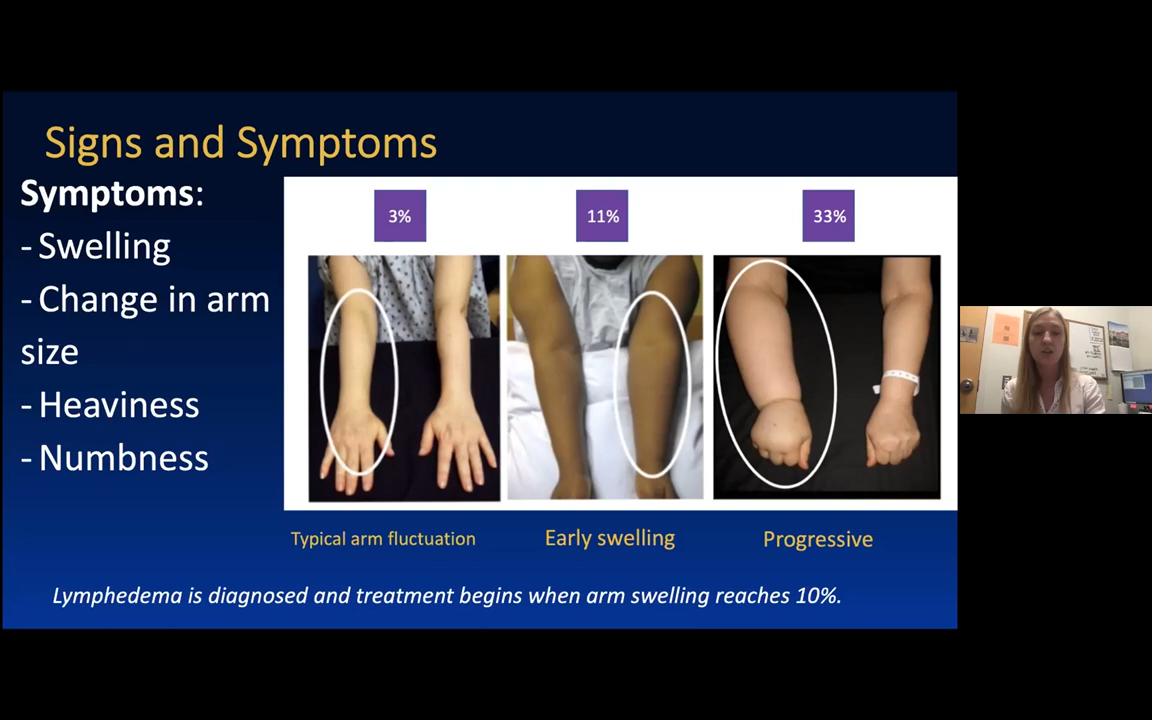 Signs and Symptoms
Symptoms:
- Swelling
- Change in arm
size
- Heaviness
- Numbness
3%
11%
33%
Typical arm fluctuation
Early swelling
Progressive
Lymphedema is diagnosed and treatment begins when arm swelling reaches 10%.